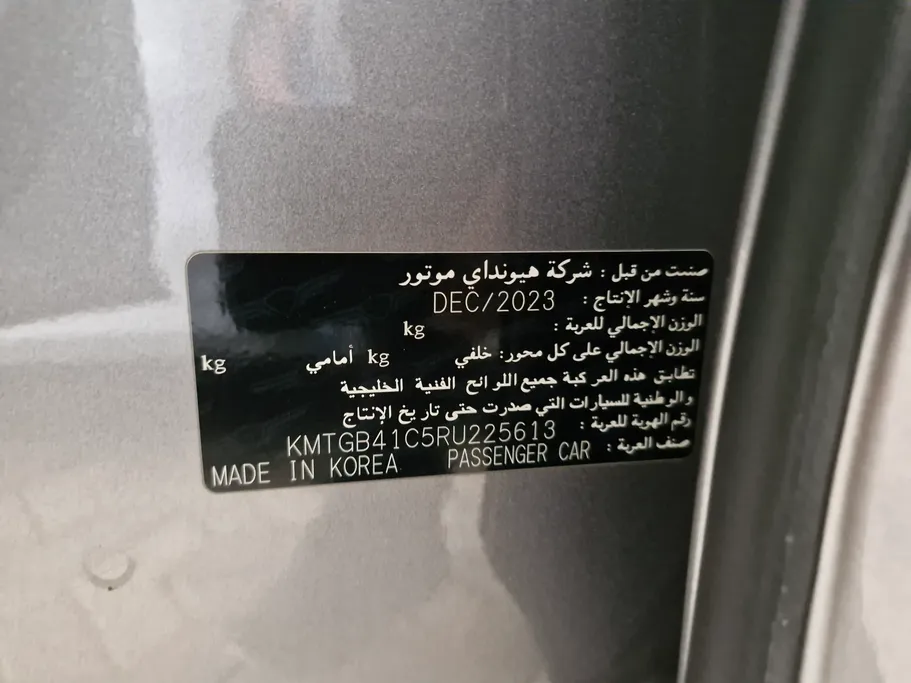 صنعت من قبل : شركة هيونداي موتور
سنة وشهر الإنتاج : DEC/2023
الوزن الإجمالي للعربة : kg
الوزن الإجمالي على كل محور: خلفي kg أمامي kg
تطابق هذه العركبة جميع اللوائح الفنية الخليجية
والوطنية للسيارات التي صدرت حتى تاريخ الإنتاج
رقم الهوية للعربة : KMTGB41C5RU225613
صنف العربة : PASSENGER CAR MADE IN KOREA